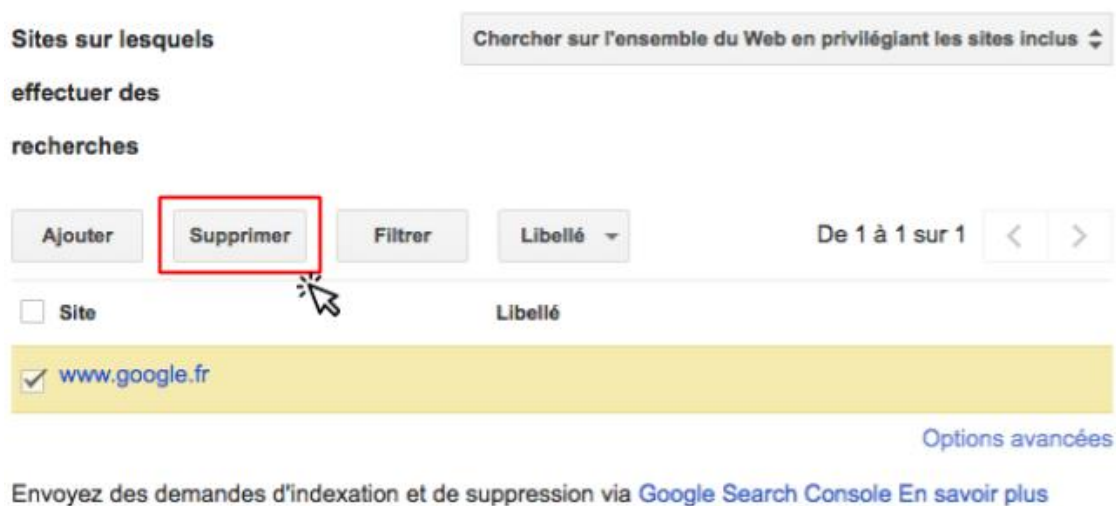 Sites sur lesquels
effectuer des
recherches
Chercher sur l'ensemble du Web en privilégiant les sites inclus
Ajouter Supprimer Filtrer Libellé De 1 à 1 sur 1
Site Libellé
www.google.fr
Options avancées
Envoyez des demandes d'indexation et de suppression via Google Search Console En savoir plus